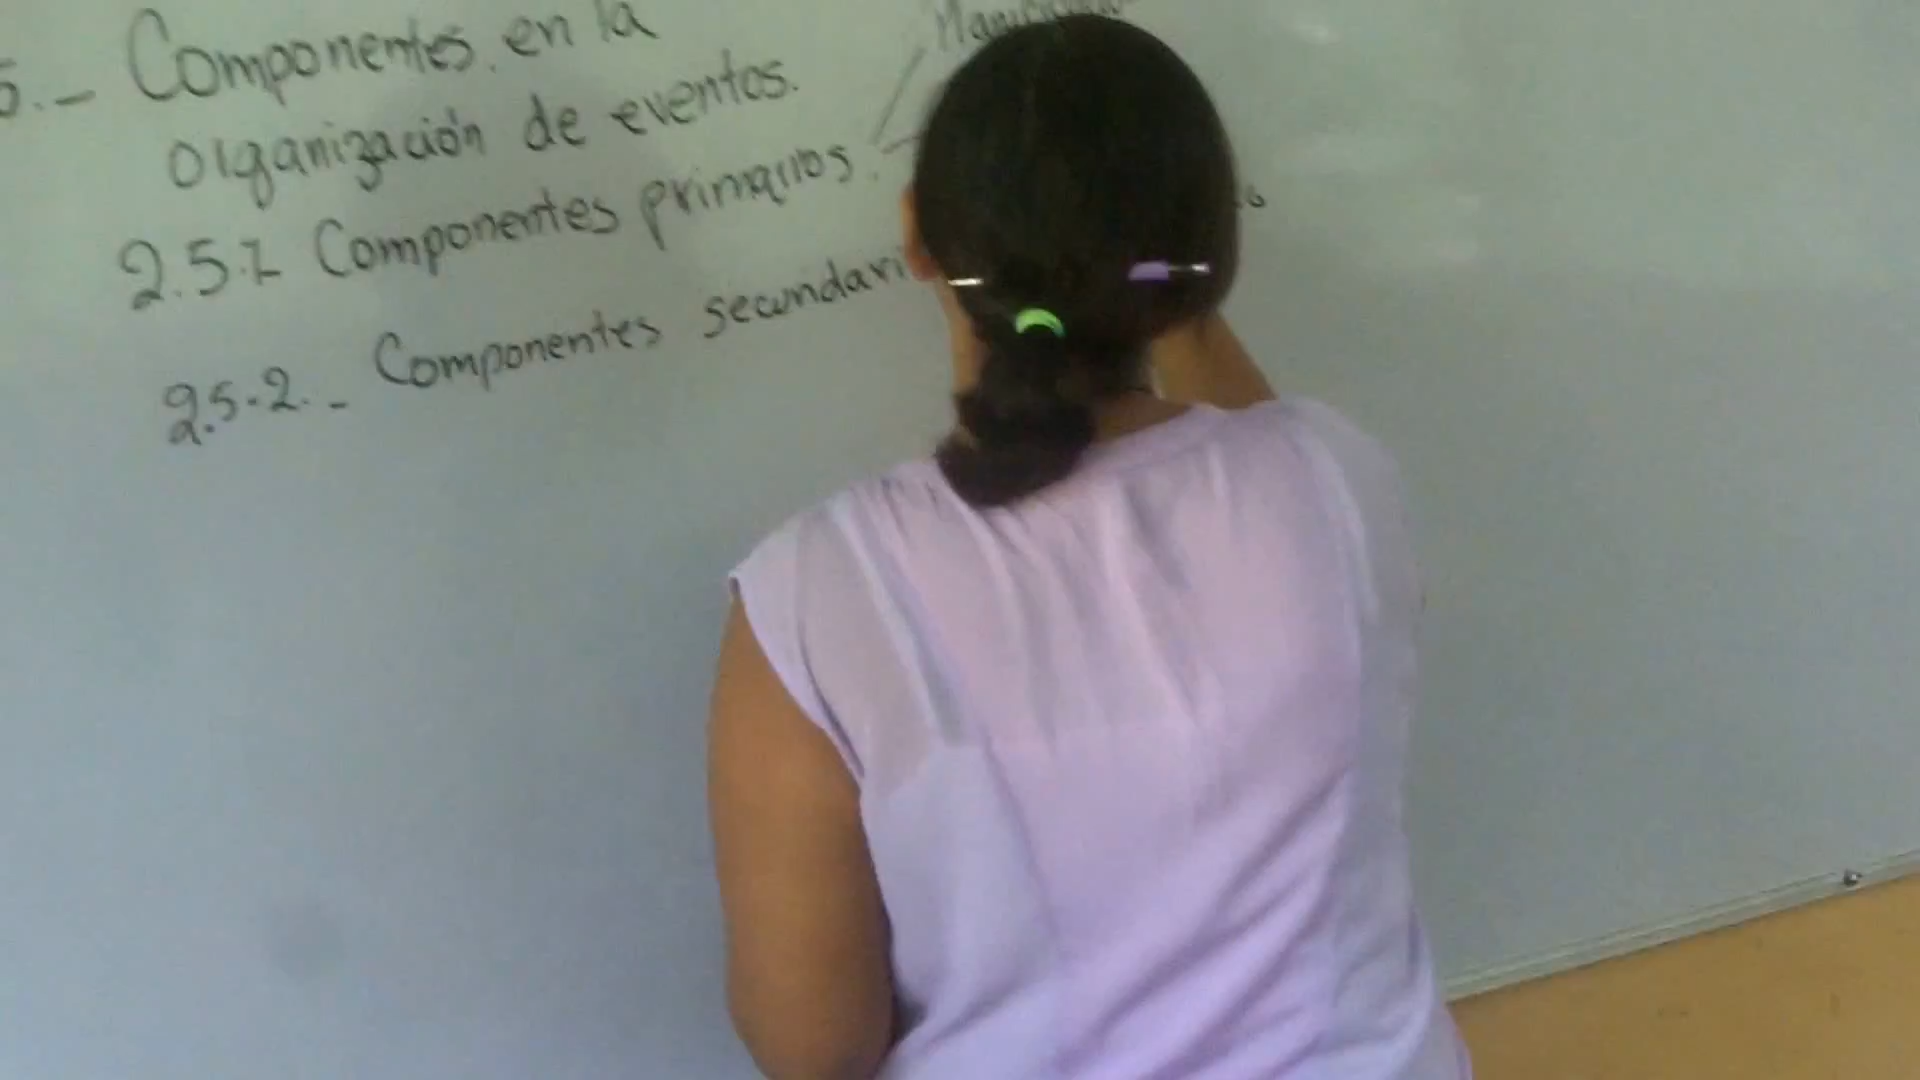 5.- Componentes en la
organización de eventos.
2.5.1 Componentes primarios.
2.5.2.- Componentes secundari